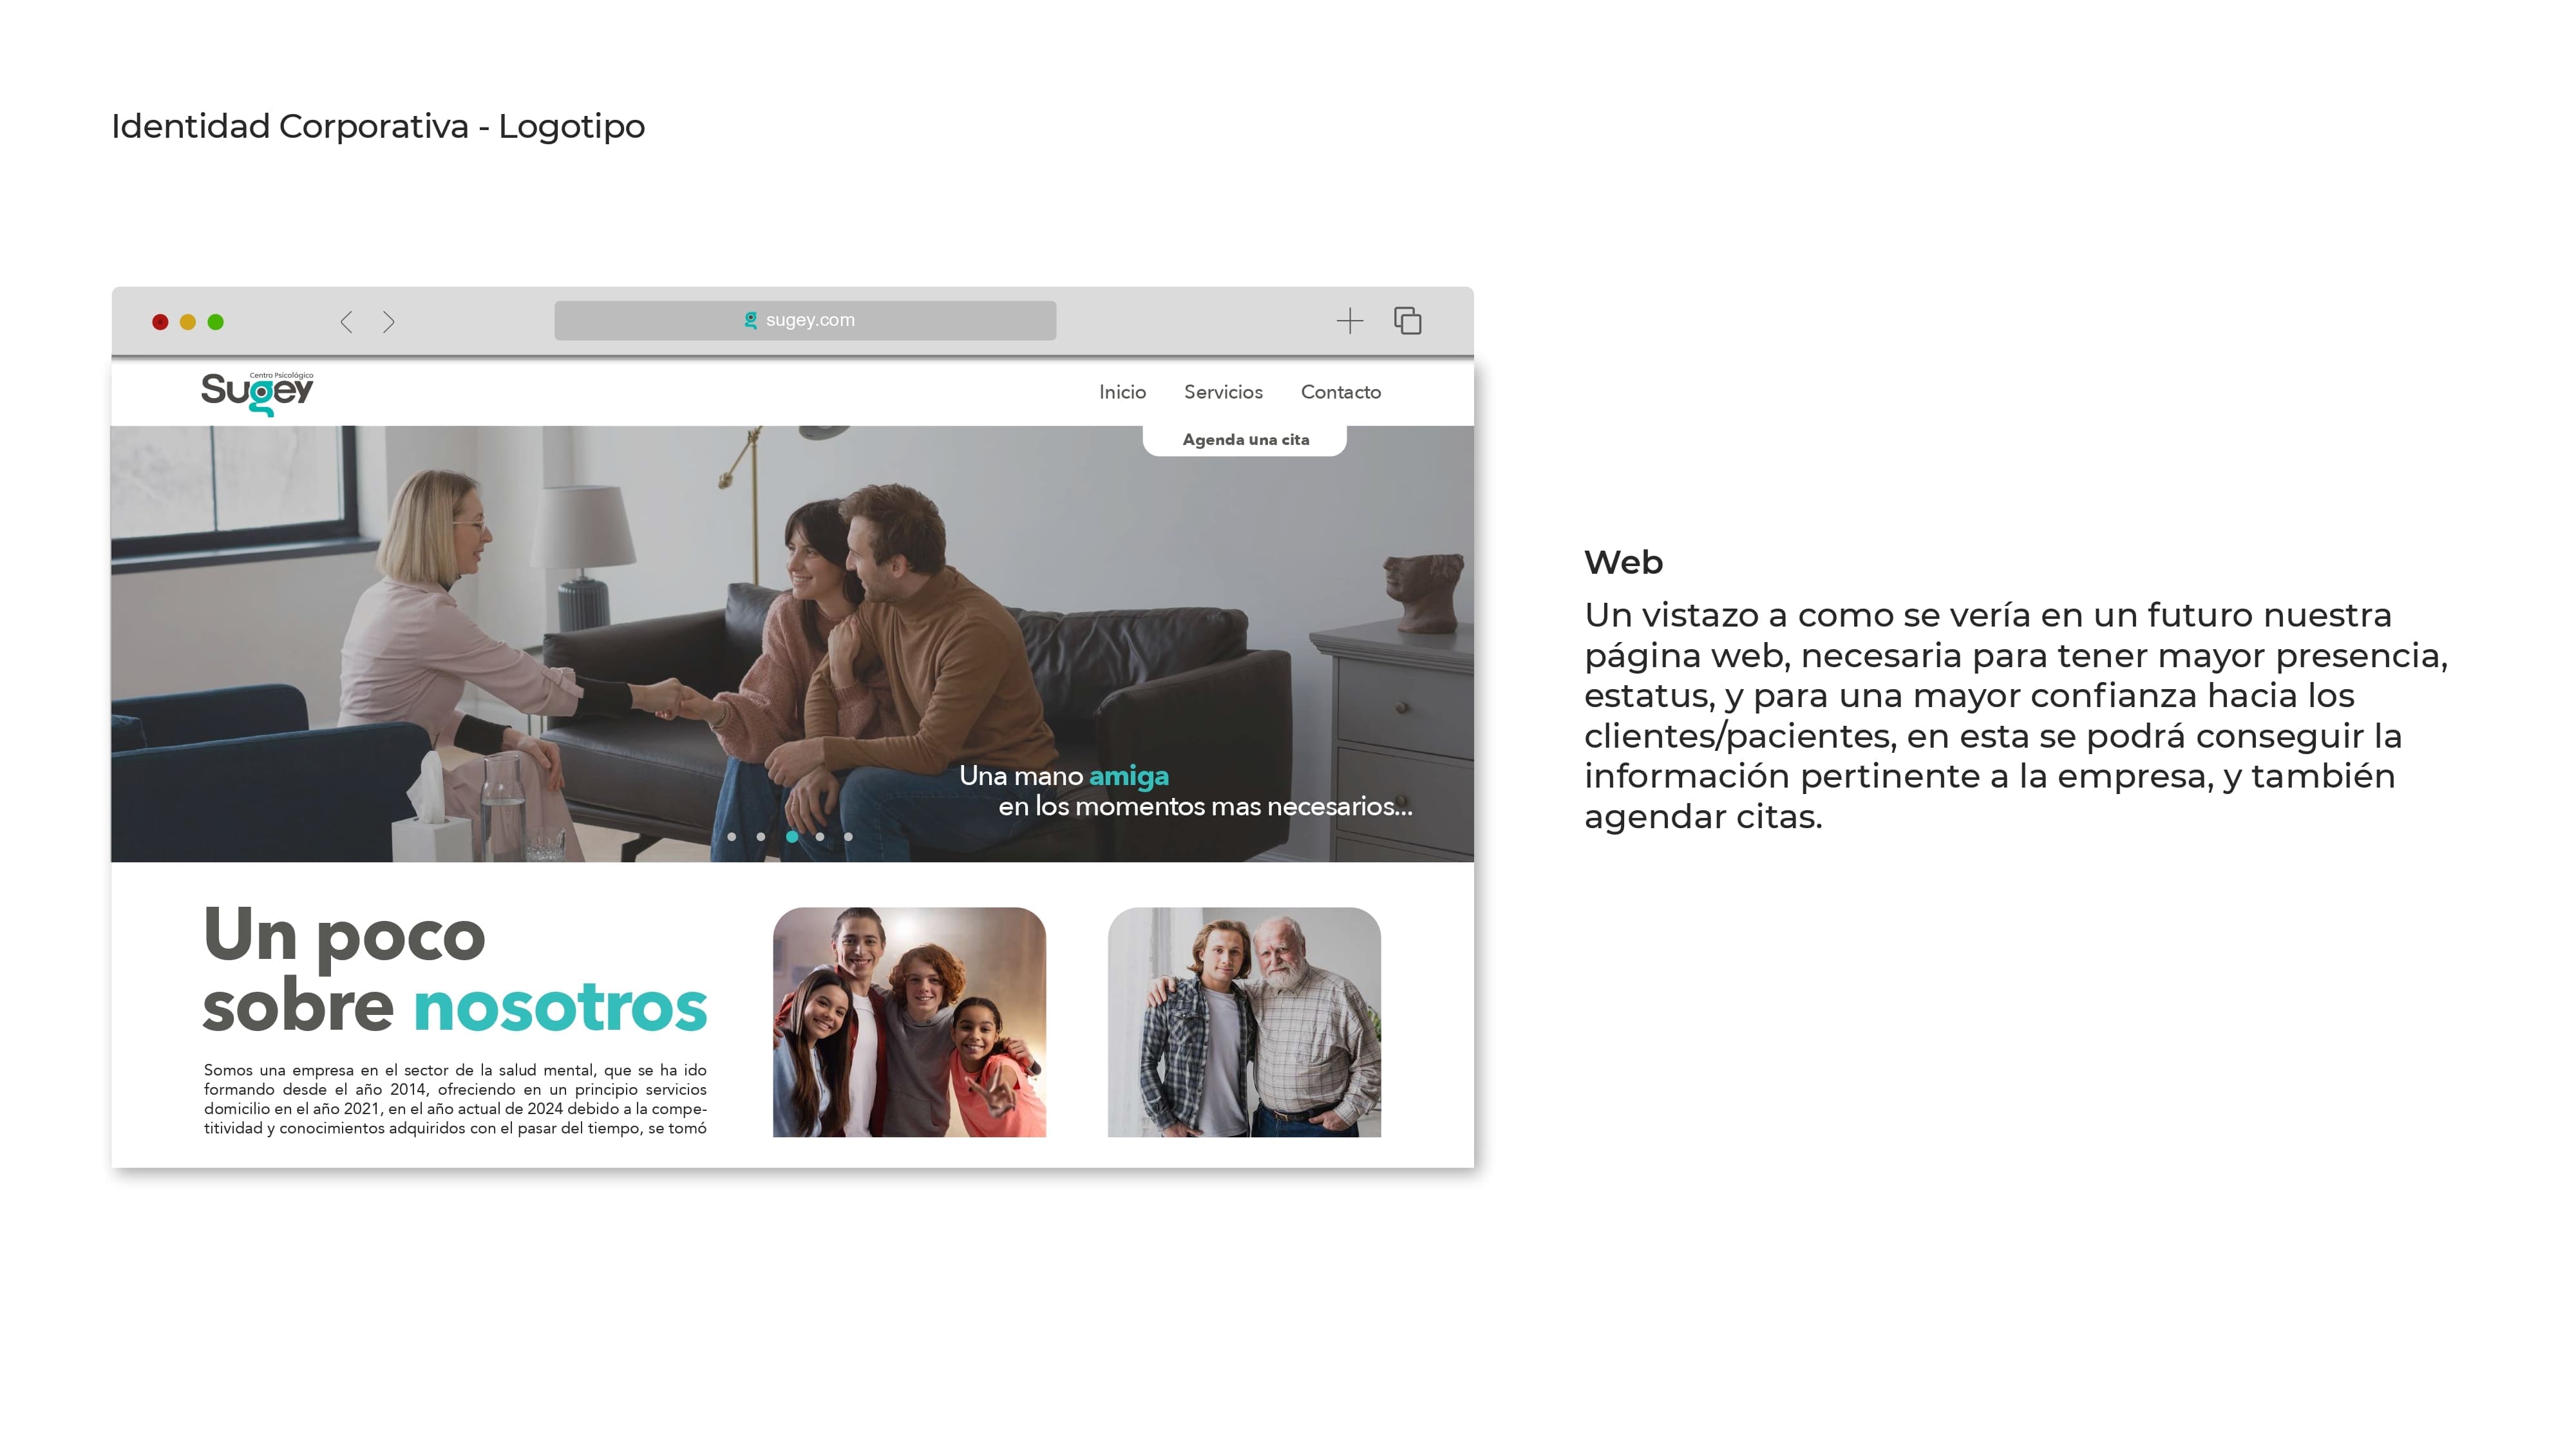 Identidad Corporativa - Logotipo
sugey.com
Centro Psicológico
Sugey
Inicio Servicios Contacto
Agenda una cita
Una mano amiga
en los momentos mas necesarios...
Un poco
sobre nosotros
Somos una empresa en el sector de la salud mental, que se ha ido
formando desde el año 2014, ofreciendo en un principio servicios
domicilio en el año 2021, en el año actual de 2024 debido a la compe-
titividad y conocimientos adquiridos con el pasar del tiempo, se tomó
Web
Un vistazo a como se vería en un futuro nuestra
página web, necesaria para tener mayor presencia,
estatus, y para una mayor confianza hacia los
clientes/pacientes, en esta se podrá conseguir la
información pertinente a la empresa, y también
agendar citas.